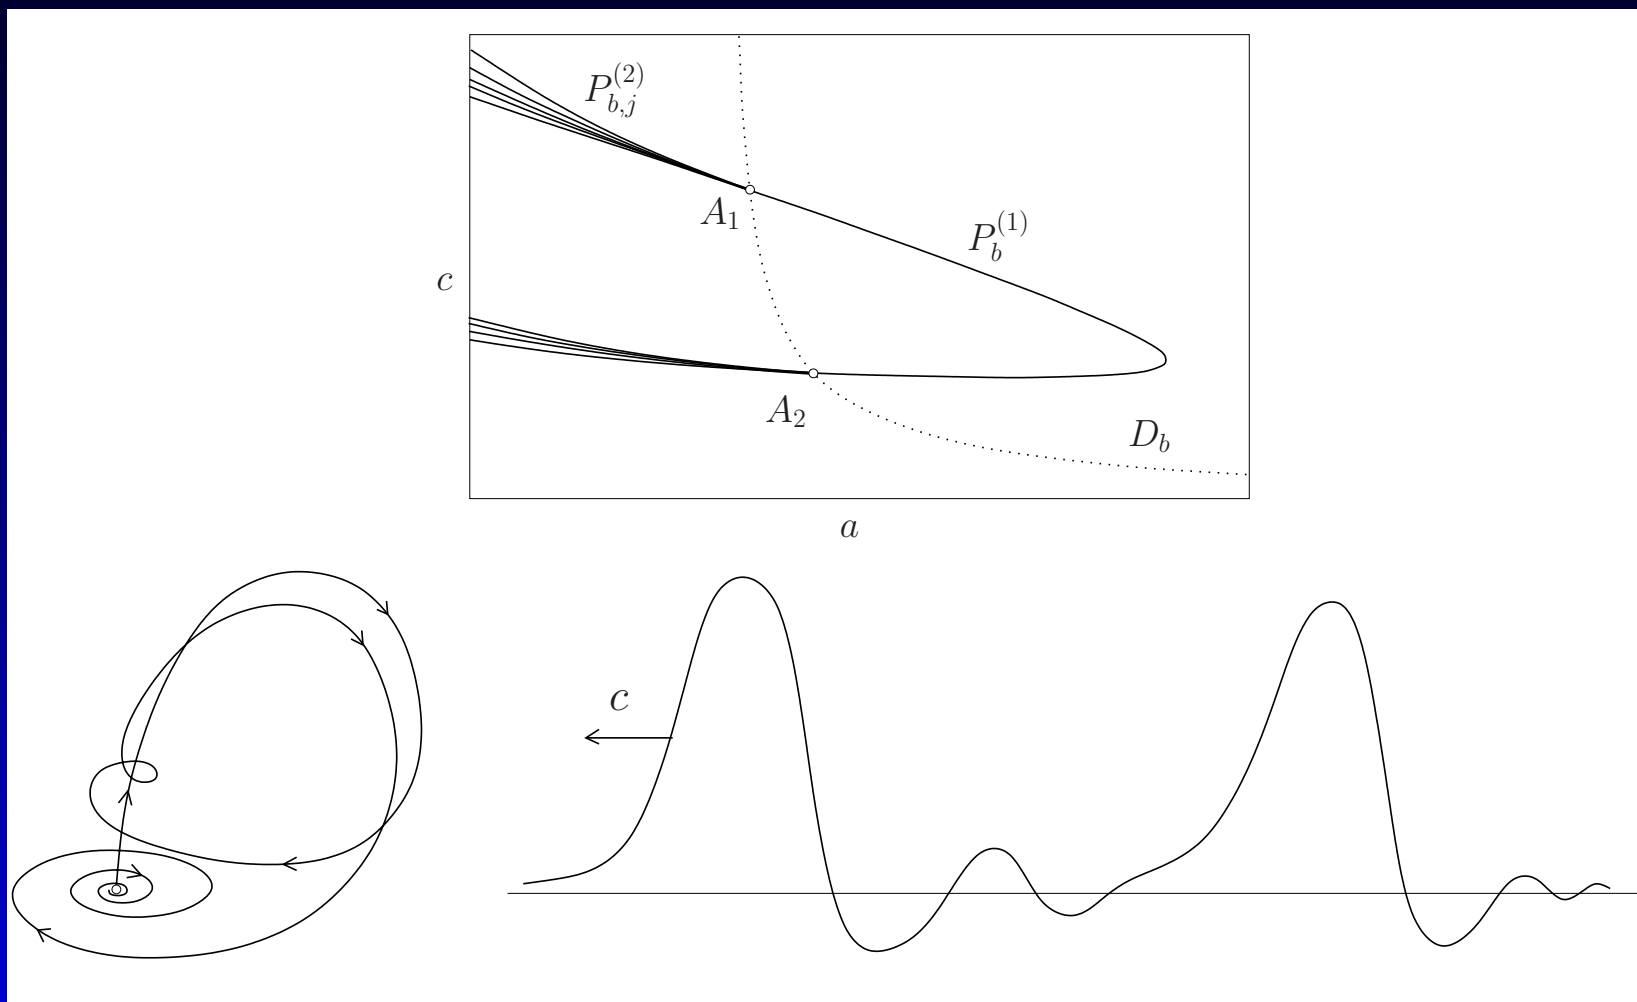 P_{b,j}^{(2)}
A_1
P_b^{(1)}
c
A_2
D_b
a
c